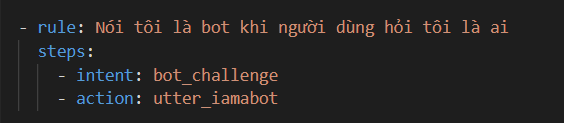 - rule: Nói tôi là bot khi người dùng hỏi tôi là ai
steps:
- intent: bot_challenge
- action: utter_iamabot